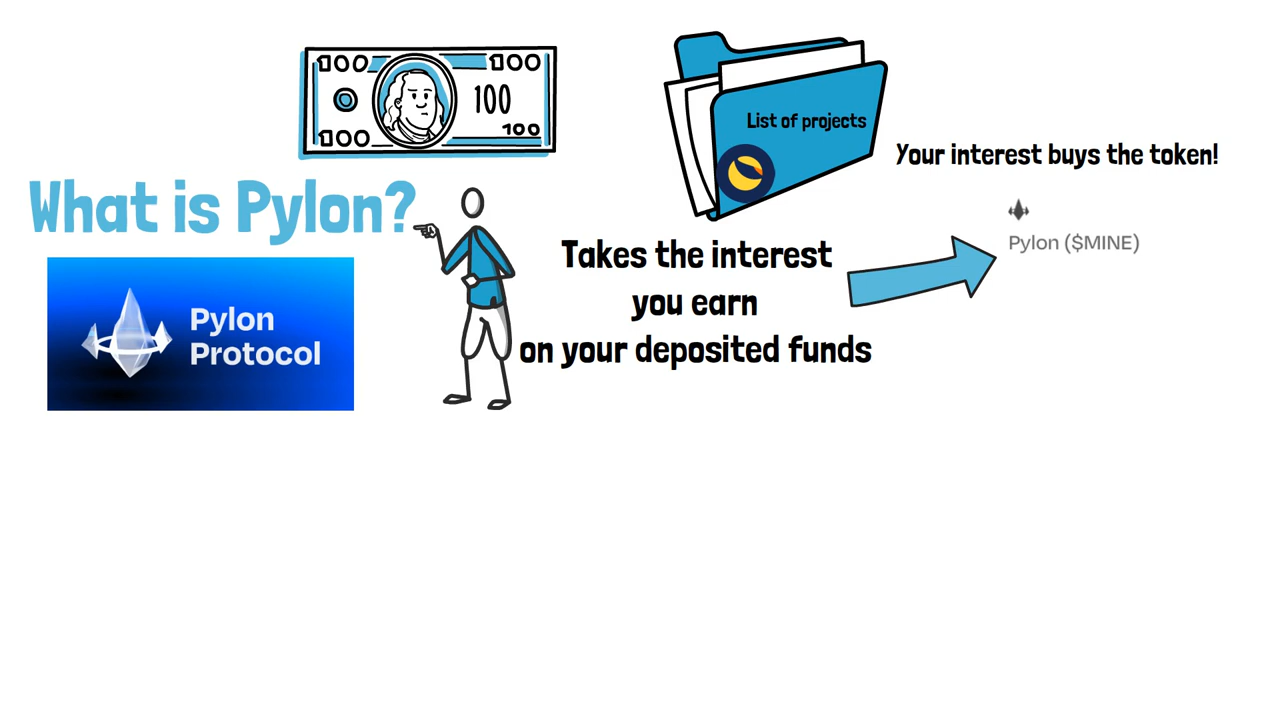 100 100
100
100 100
List of projects
Your interest buys the token!
What is Pylon?
Pylon ($MINE)
Takes the interest
you earn
on your deposited funds
Pylon
Protocol